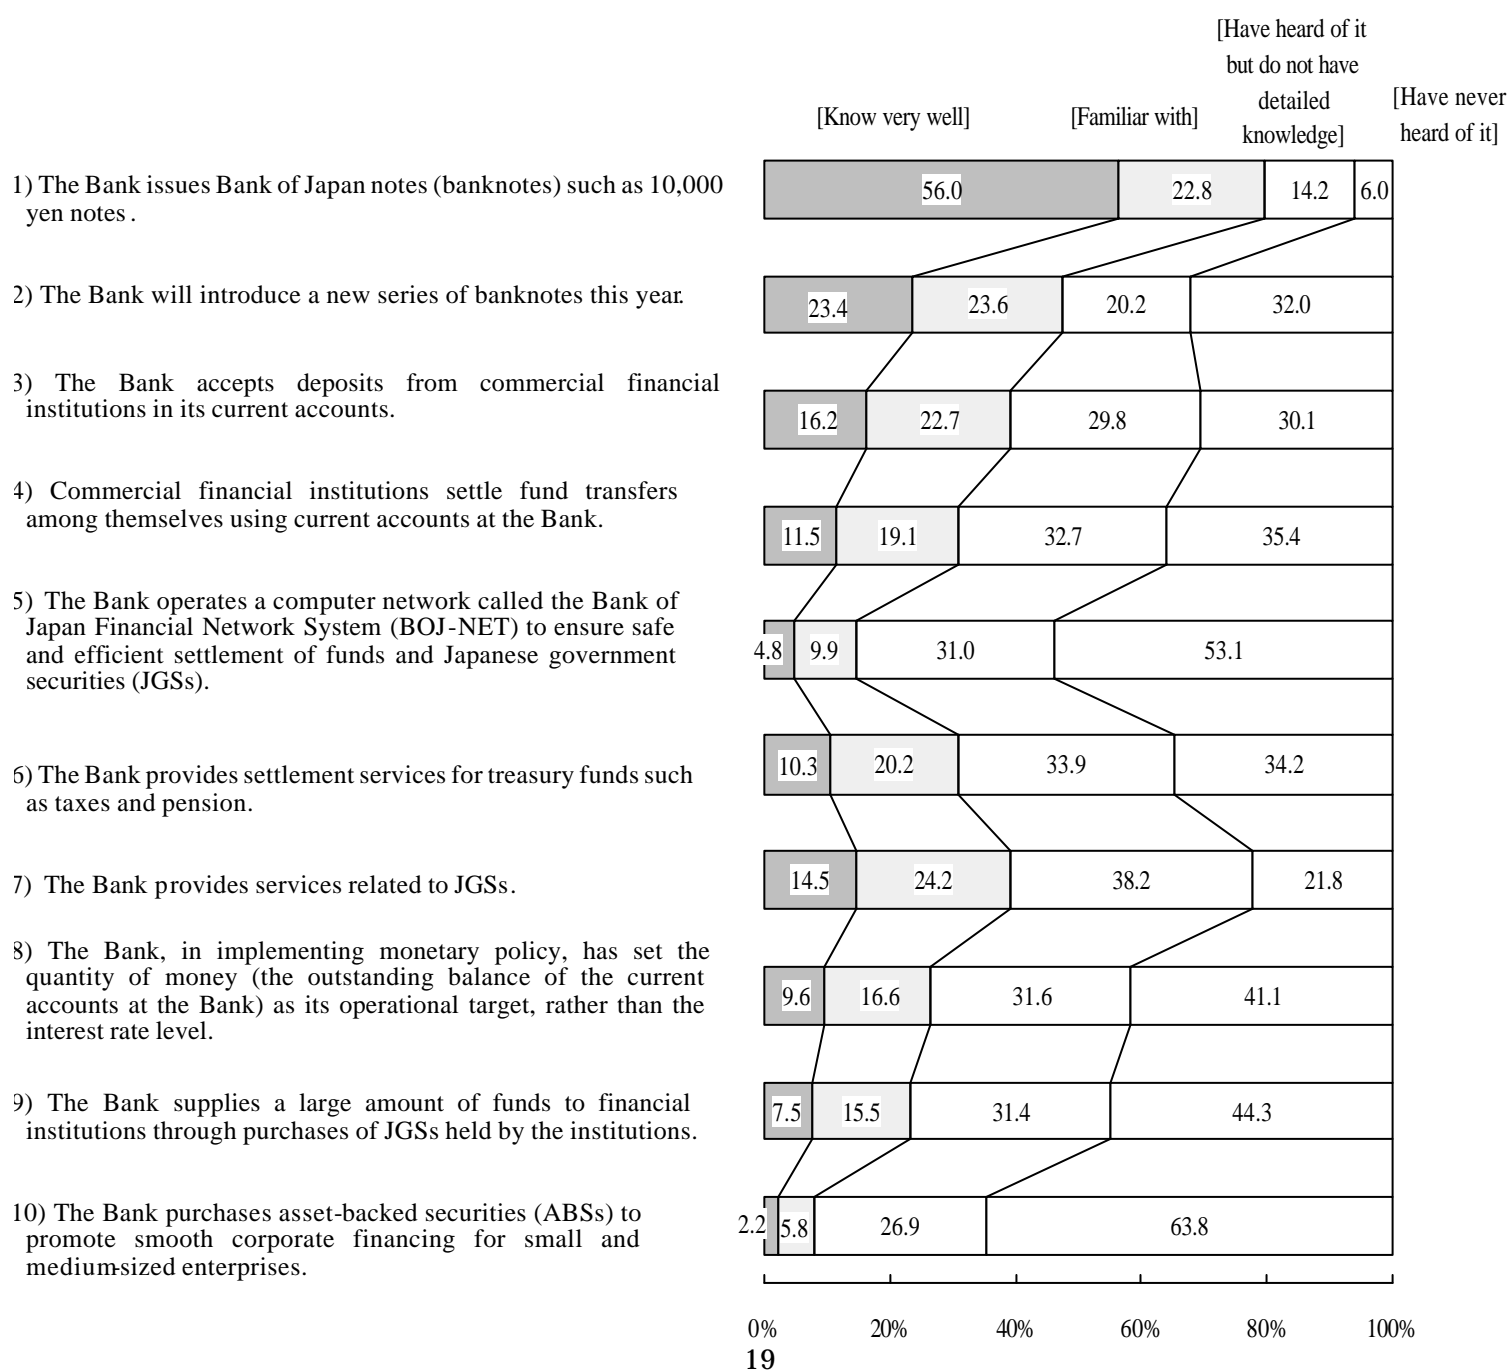 [Have heard of it
but do not have
detailed
knowledge]
[Know very well]
[Familiar with]
[Have never
heard of it]
1) The Bank issues Bank of Japan notes (banknotes) such as 10,000
yen notes.
56.0 22.8 14.2 6.0
2) The Bank will introduce a new series of banknotes this year.
23.4 23.6 20.2 32.0
3) The Bank accepts deposits from commercial financial
institutions in its current accounts.
16.2 22.7 29.8 30.1
4) Commercial financial institutions settle fund transfers
among themselves using current accounts at the Bank.
11.5 19.1 32.7 35.4
5) The Bank operates a computer network called the Bank of
Japan Financial Network System (BOJ-NET) to ensure safe
and efficient settlement of funds and Japanese government
securities (JGSs).
4.8 9.9 31.0 53.1
6) The Bank provides settlement services for treasury funds such
as taxes and pension.
10.3 20.2 33.9 34.2
7) The Bank provides services related to JGSs.
14.5 24.2 38.2 21.8
8) The Bank, in implementing monetary policy, has set the
quantity of money (the outstanding balance of the current
accounts at the Bank) as its operational target, rather than the
interest rate level.
9.6 16.6 31.6 41.1
9) The Bank supplies a large amount of funds to financial
institutions through purchases of JGSs held by the institutions.
7.5 15.5 31.4 44.3
10) The Bank purchases asset-backed securities (ABSs) to
promote smooth corporate financing for small and
medium-sized enterprises.
2.2 5.8 26.9 63.8
0% 20% 40% 60% 80% 100%
19